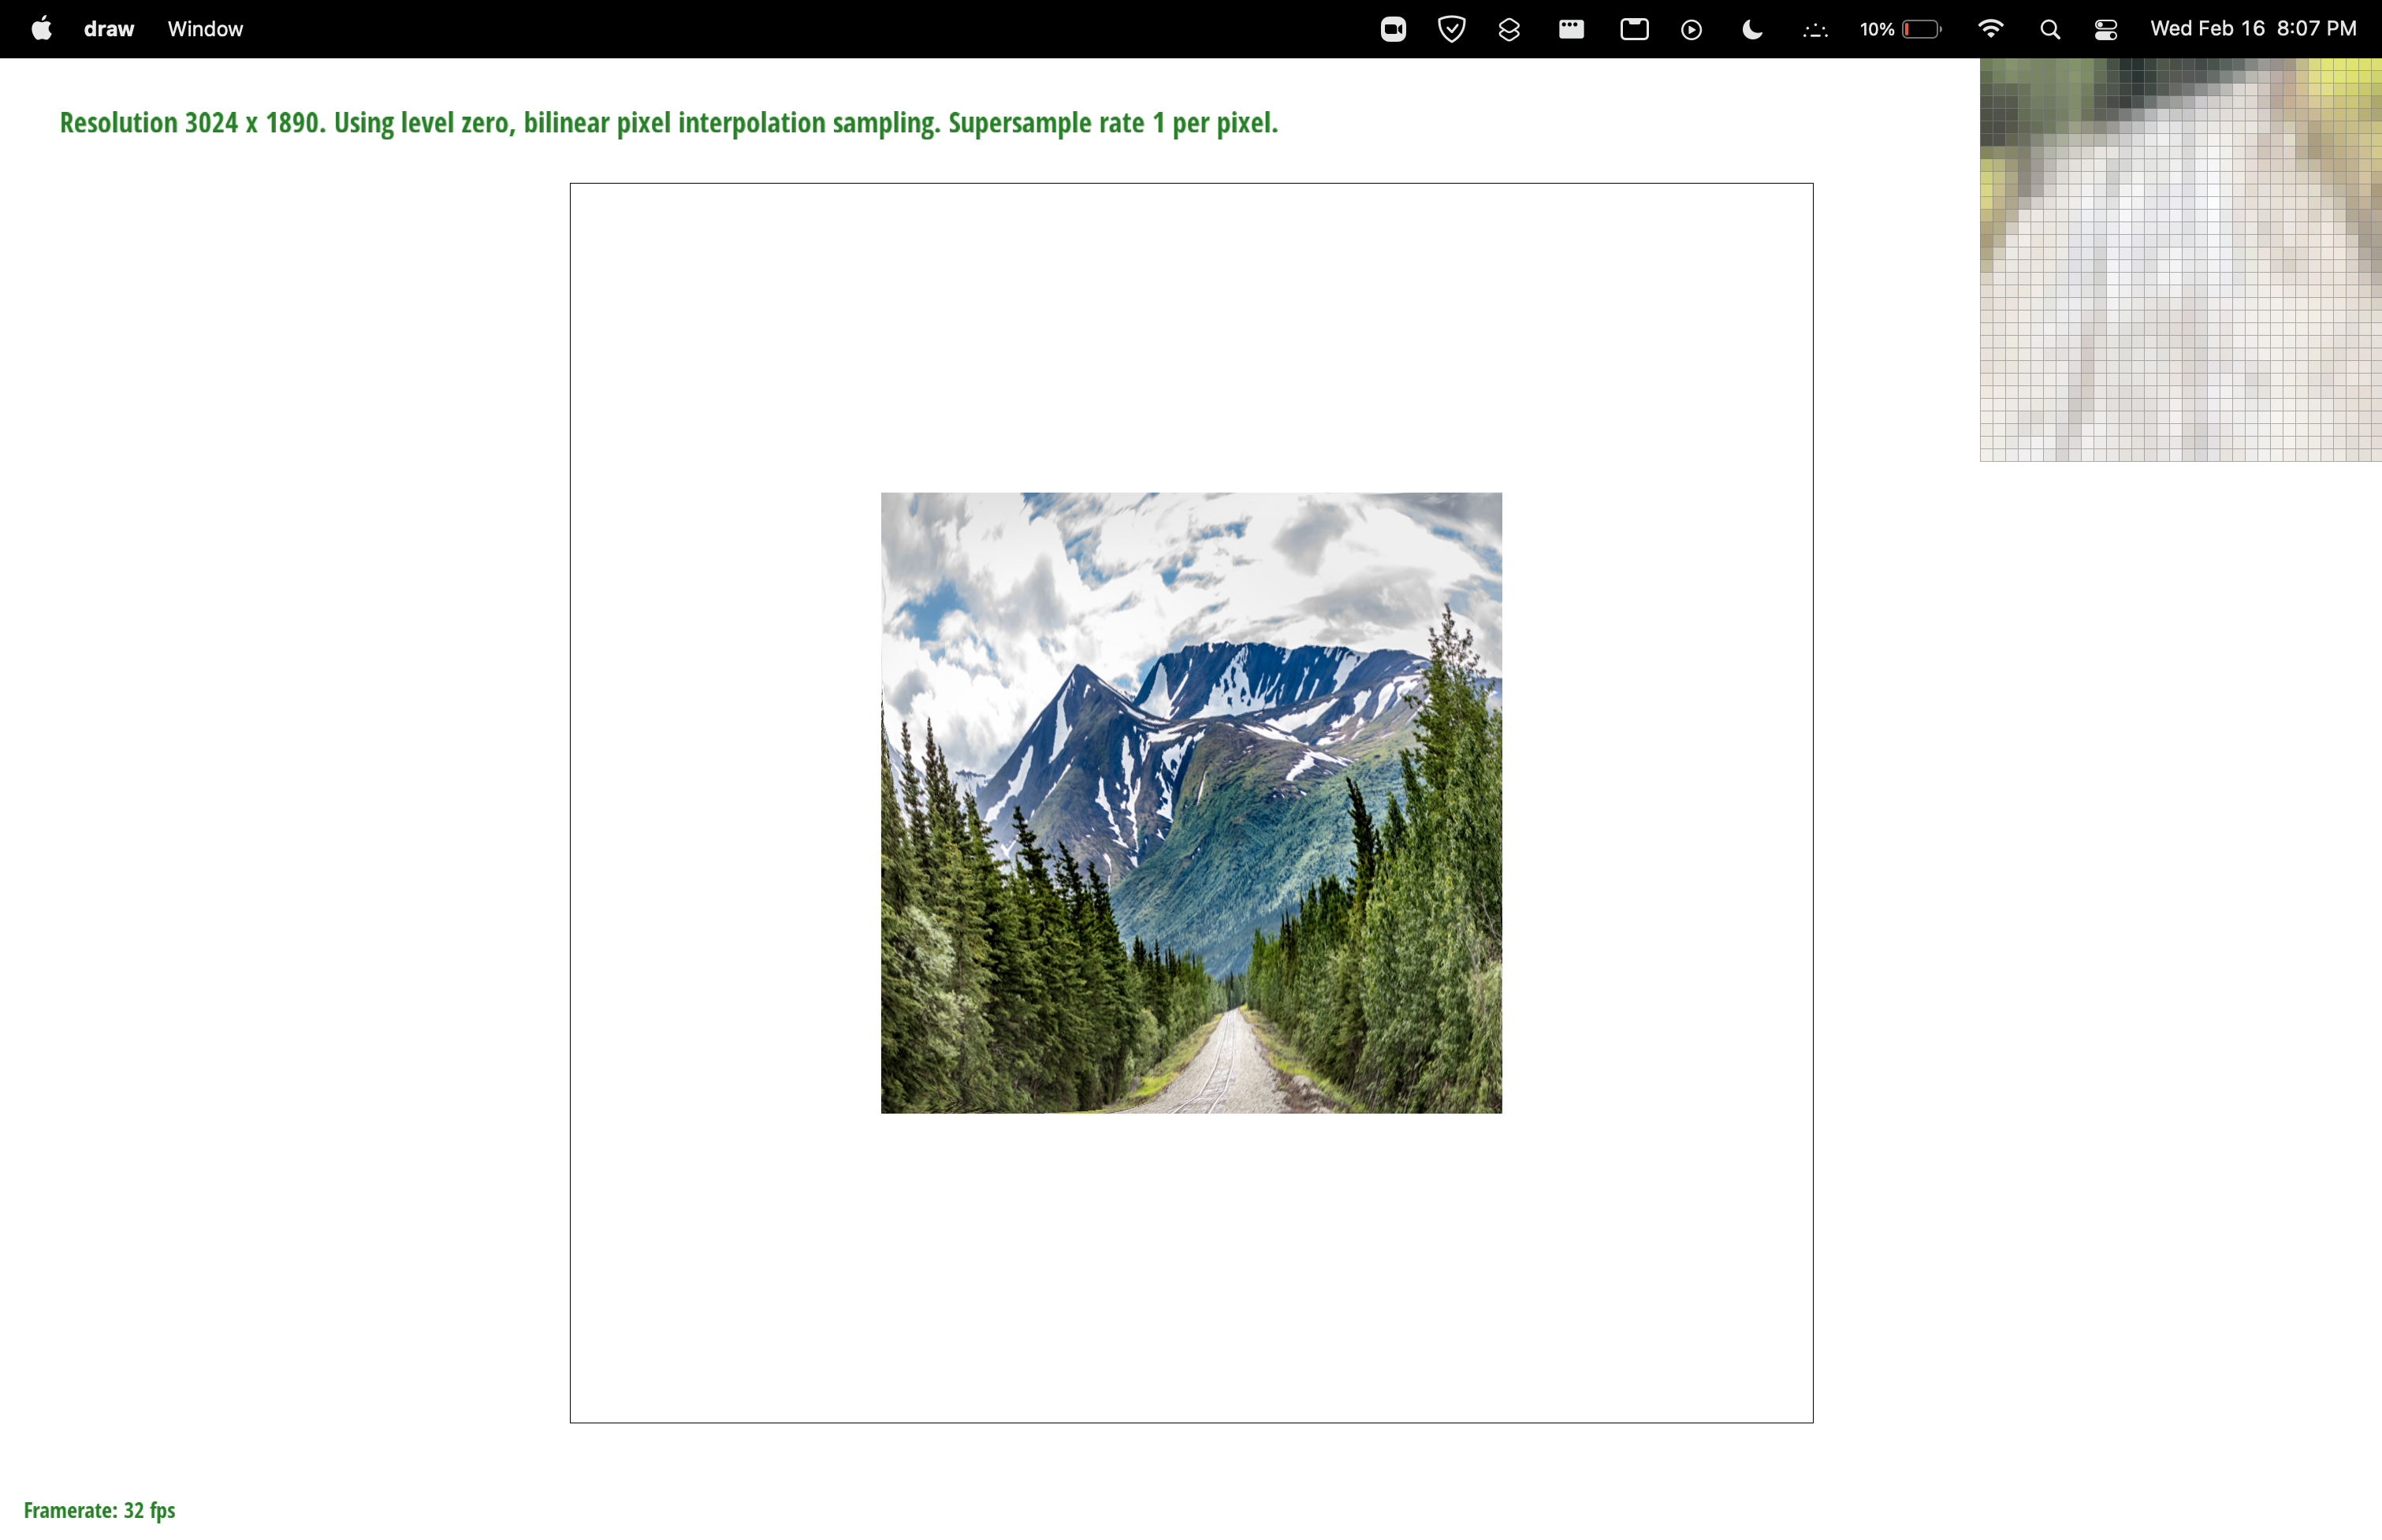 draw Window 10% Wed Feb 16 8:07 PM
Resolution 3024 x 1890. Using level zero, bilinear pixel interpolation sampling. Supersample rate 1 per pixel.
Framerate: 32 fps